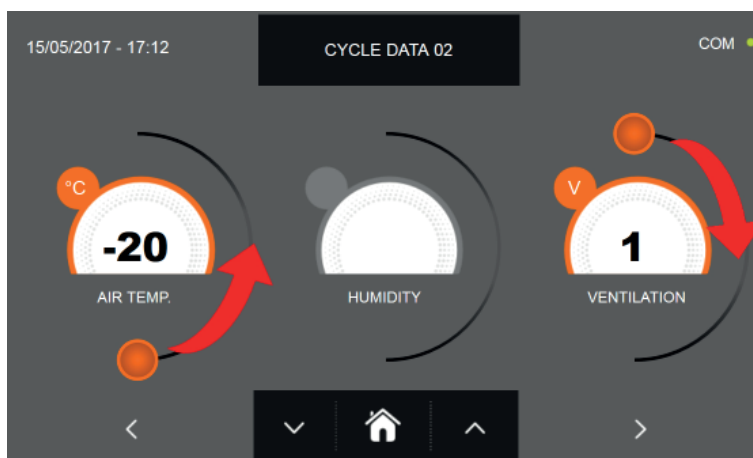 15/05/2017 - 17:12
CYCLE DATA 02
COM
°C
V
-20
1
AIR TEMP.
HUMIDITY
VENTILATION